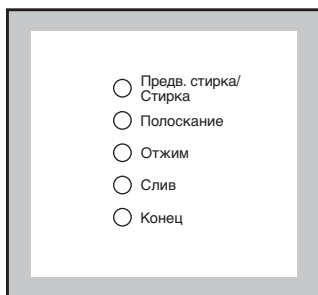 Предв. стирка/
Стирка
Полоскание
Отжим
Слив
Конец